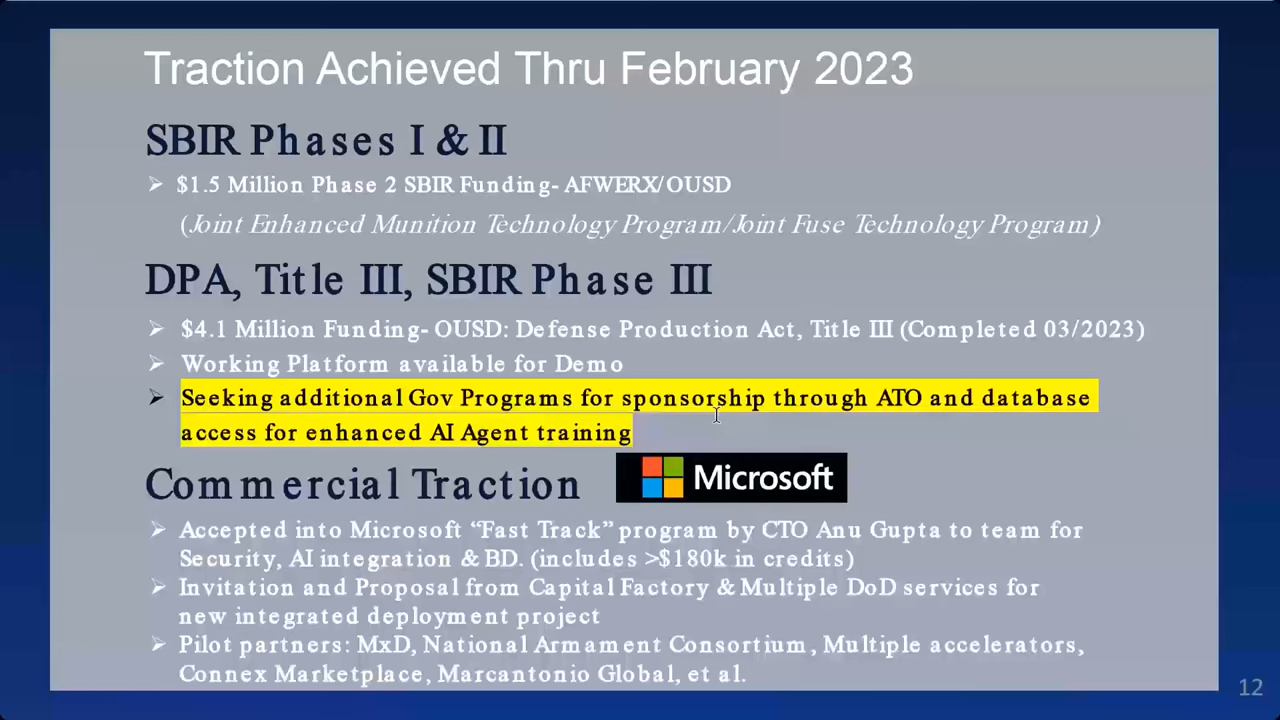 Traction Achieved Thru February 2023
SBIR Phases I & II
➢ $1.5 Million Phase 2 SBIR Funding- AFWERX/OUSD
(Joint Enhanced Munition Technology Program/Joint Fuse Technology Program)
DPA, Title III, SBIR Phase III
➢ $4.1 Million Funding- OUSD: Defense Production Act, Title III (Completed 03/2023)
➢ Working Platform available for Demo
➢ Seeking additional Gov Programs for sponsorship through ATO and database
access for enhanced AI Agent training
Commercial Traction
Microsoft
➢ Accepted into Microsoft “Fast Track” program by CTO Anu Gupta to team for
Security, AI integration & BD. (includes >$180k in credits)
➢ Invitation and Proposal from Capital Factory & Multiple DoD services for
new integrated deployment project
➢ Pilot partners: MxD, National Armament Consortium, Multiple accelerators,
Connex Marketplace, Marcantonio Global, et al.
12